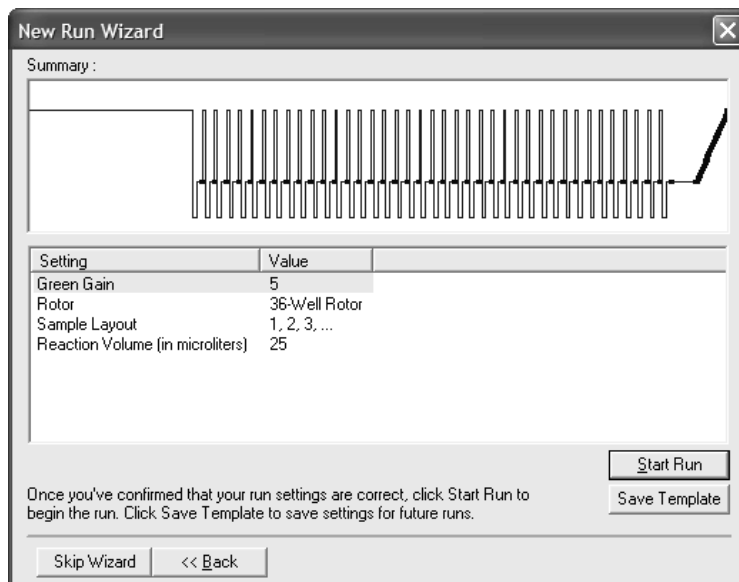 New Run Wizard
Summary :
Setting Value
Green Gain 5
Rotor 36-Well Rotor
Sample Layout 1, 2, 3, ...
Reaction Volume (in microliters) 25
Start Run
Once you've confirmed that your run settings are correct, click Start Run to
begin the run. Click Save Template to save settings for future runs.
Save Template
Skip Wizard << Back